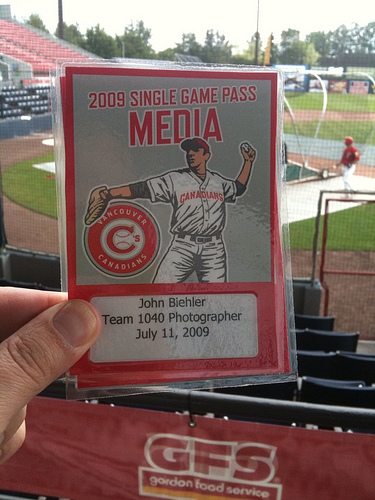 2009 SINGLE GAME PASS
MEDIA
CANADIANS
VANCOUVER
C's
CANADIANS
John Biehler
Team 1040 Photographer
July 11, 2009
GFS
gordon food service